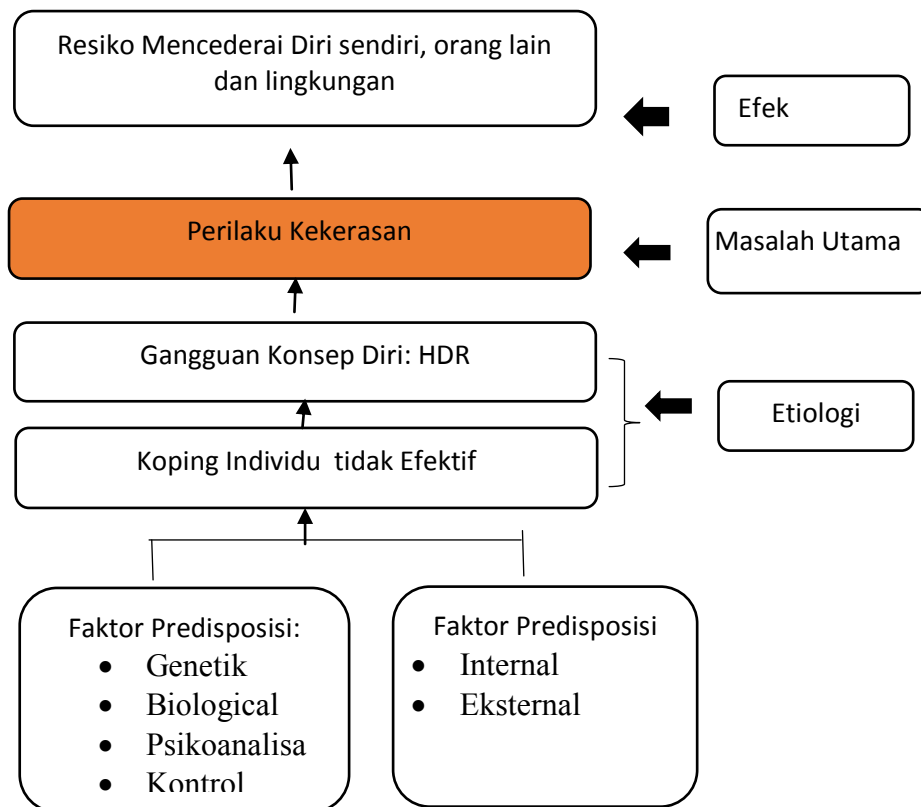 Resiko Mencederai Diri sendiri, orang lain
dan lingkungan
Efek
Perilaku Kekerasan
Masalah Utama
Gangguan Konsep Diri: HDR
Etiologi
Koping Individu tidak Efektif
Faktor Predisposisi:
• Genetik
• Biological
• Psikoanalisa
• Kontrol
Faktor Predisposisi
• Internal
• Eksternal